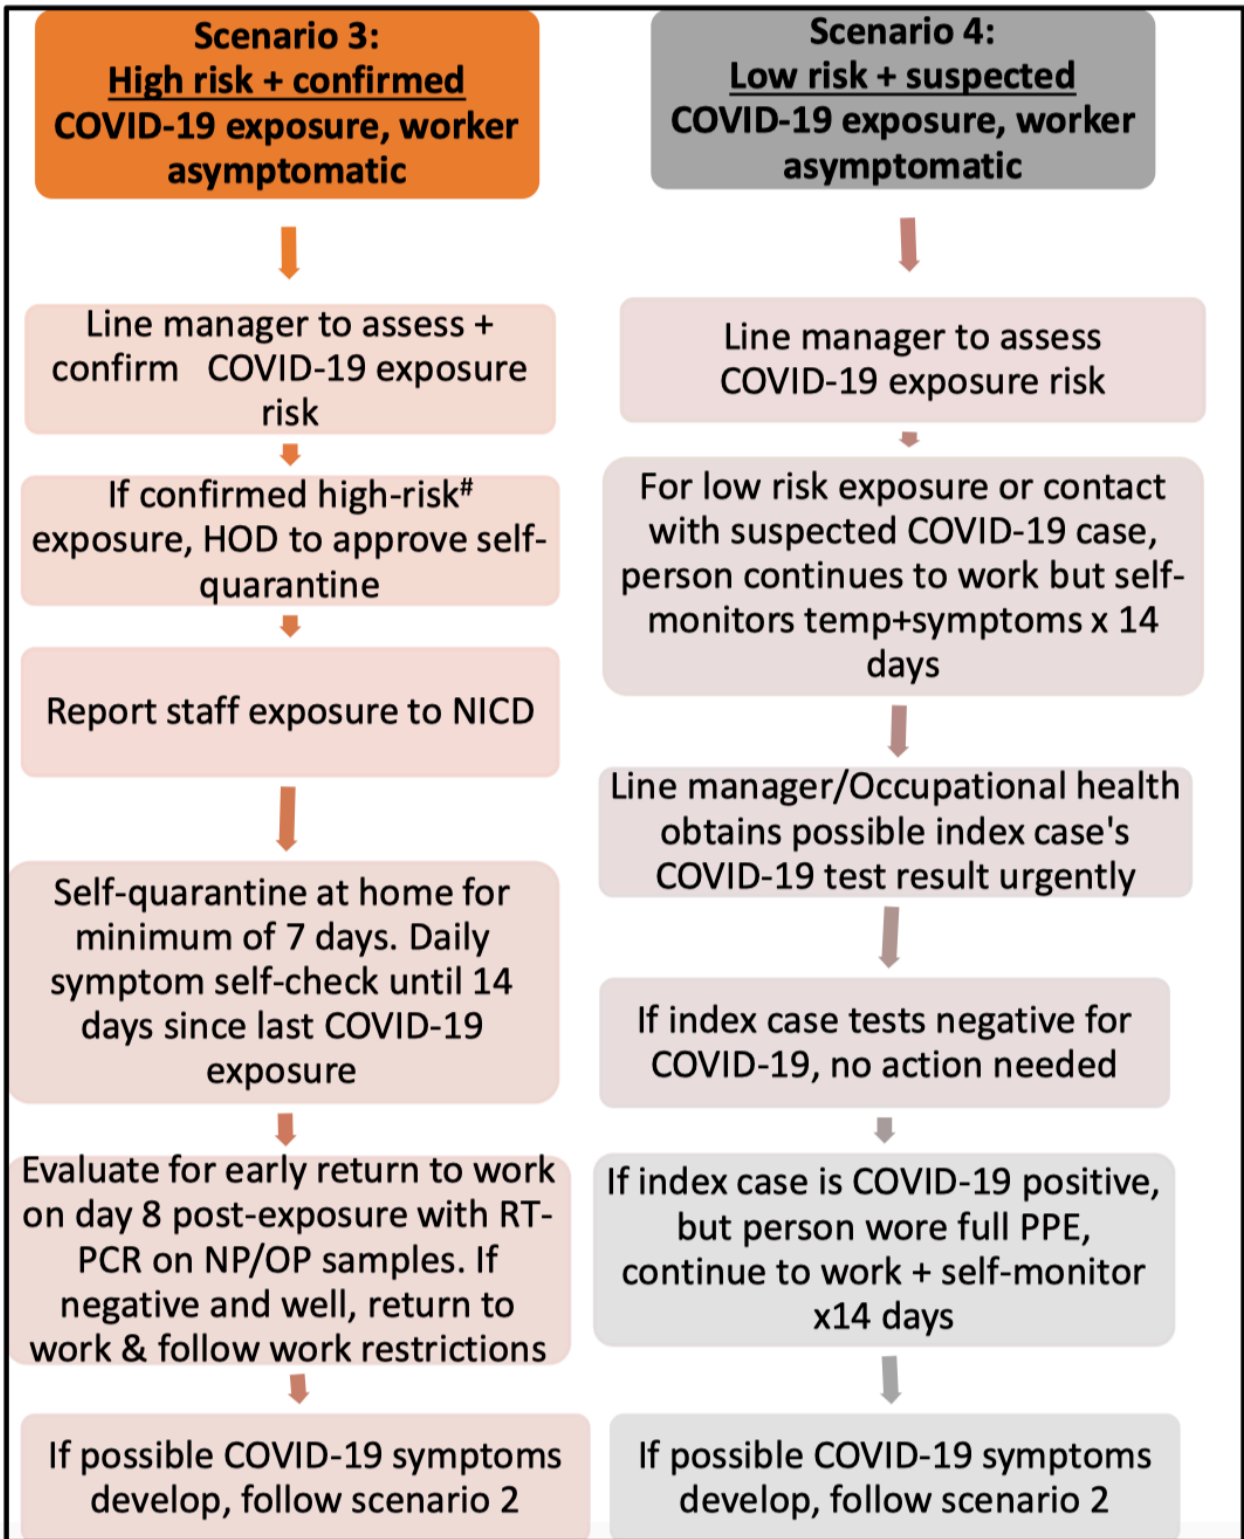 Scenario 3:
High risk + confirmed
COVID-19 exposure, worker
asymptomatic
Line manager to assess +
confirm COVID-19 exposure
risk
If confirmed high-risk#
exposure, HOD to approve self-
quarantine
Report staff exposure to NICD
Self-quarantine at home for
minimum of 7 days. Daily
symptom self-check until 14
days since last COVID-19
exposure
Evaluate for early return to work
on day 8 post-exposure with RT-
PCR on NP/OP samples. If
negative and well, return to
work & follow work restrictions
If possible COVID-19 symptoms
develop, follow scenario 2
Scenario 4:
Low risk + suspected
COVID-19 exposure, worker
asymptomatic
Line manager to assess
COVID-19 exposure risk
For low risk exposure or contact
with suspected COVID-19 case,
person continues to work but self-
monitors temp+symptoms x 14
days
Line manager/Occupational health
obtains possible index case's
COVID-19 test result urgently
If index case tests negative for
COVID-19, no action needed
If index case is COVID-19 positive,
but person wore full PPE,
continue to work + self-monitor
x14 days
If possible COVID-19 symptoms
develop, follow scenario 2